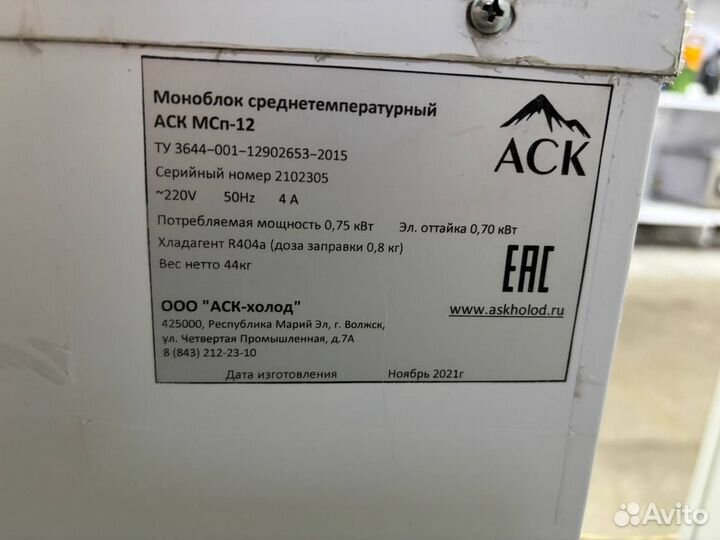 Моноблок среднетемпературный
АСК МСп-12
ТУ 3644-001-12902653-2015
Серийный номер 2102305
~220V 50Hz 4 А
Потребляемая мощность 0,75 кВт Эл. оттайка 0,70 кВт
Хладагент R404a (доза заправки 0,8 кг)
Вес нетто 44кг
АСК
ЕАС
www.askholod.ru
ООО "АСК-холод"
425000, Республика Марий Эл, г. Волжск,
ул. Четвертая Промышленная, д.7А
8 (843) 212-23-10
Дата изготовления Ноябрь 2021г
Avito